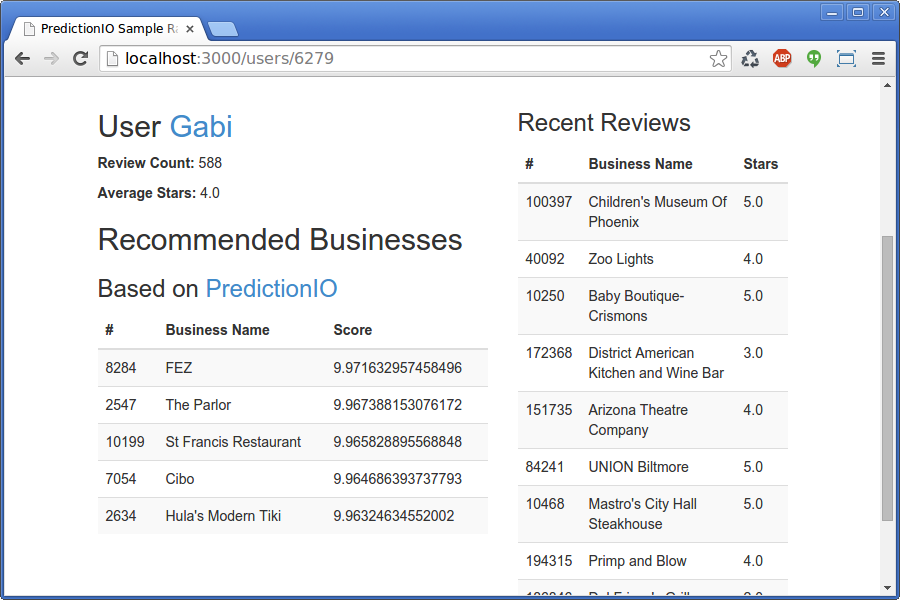 PredictionIO Sample R
localhost:3000/users/6279
ABP
User Gabi
Review Count: 588
Average Stars: 4.0
Recommended Businesses
Based on PredictionIO
# Business Name Score
8284 FEZ 9.971632957458496
2547 The Parlor 9.967388153076172
10199 St Francis Restaurant 9.965828895568848
7054 Cibo 9.964686393737793
2634 Hula's Modern Tiki 9.96324634552002
Recent Reviews
# Business Name Stars
100397 Children's Museum Of 5.0
Phoenix
40092 Zoo Lights 4.0
10250 Baby Boutique- 5.0
Crismons
172368 District American 3.0
Kitchen and Wine Bar
151735 Arizona Theatre 4.0
Company
84241 UNION Biltmore 5.0
10468 Mastro's City Hall 5.0
Steakhouse
194315 Primp and Blow 4.0